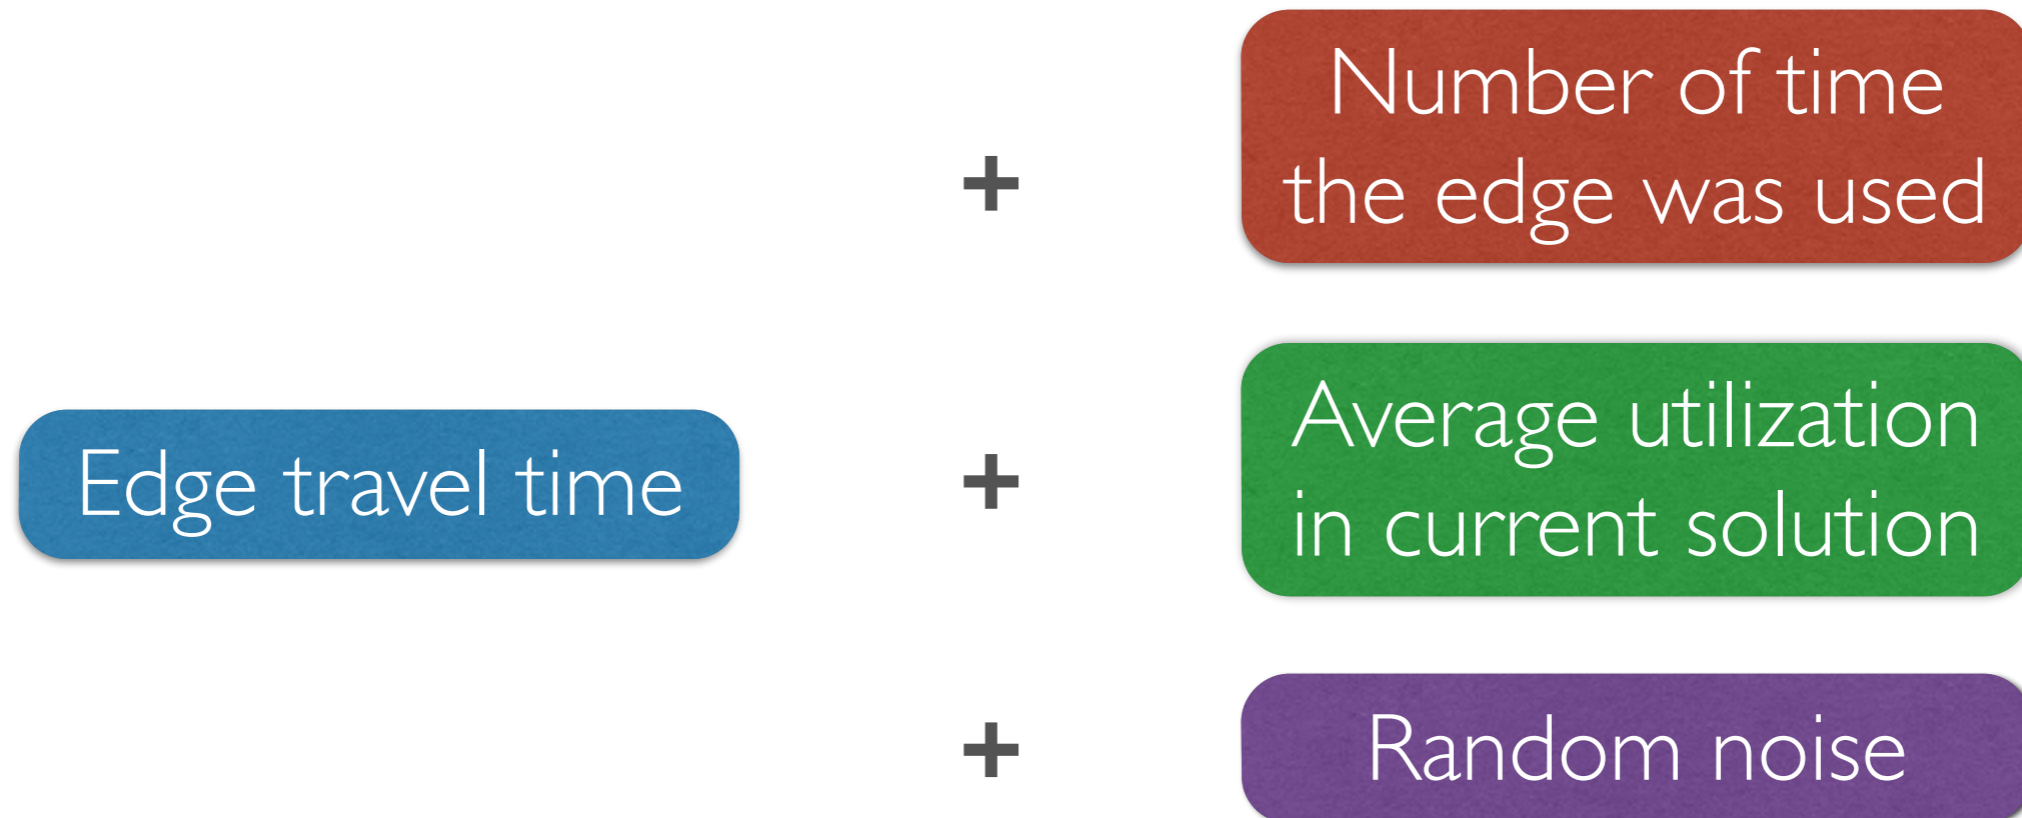 +
Number of time
the edge was used
Edge travel time
+
Average utilization
in current solution
+
Random noise